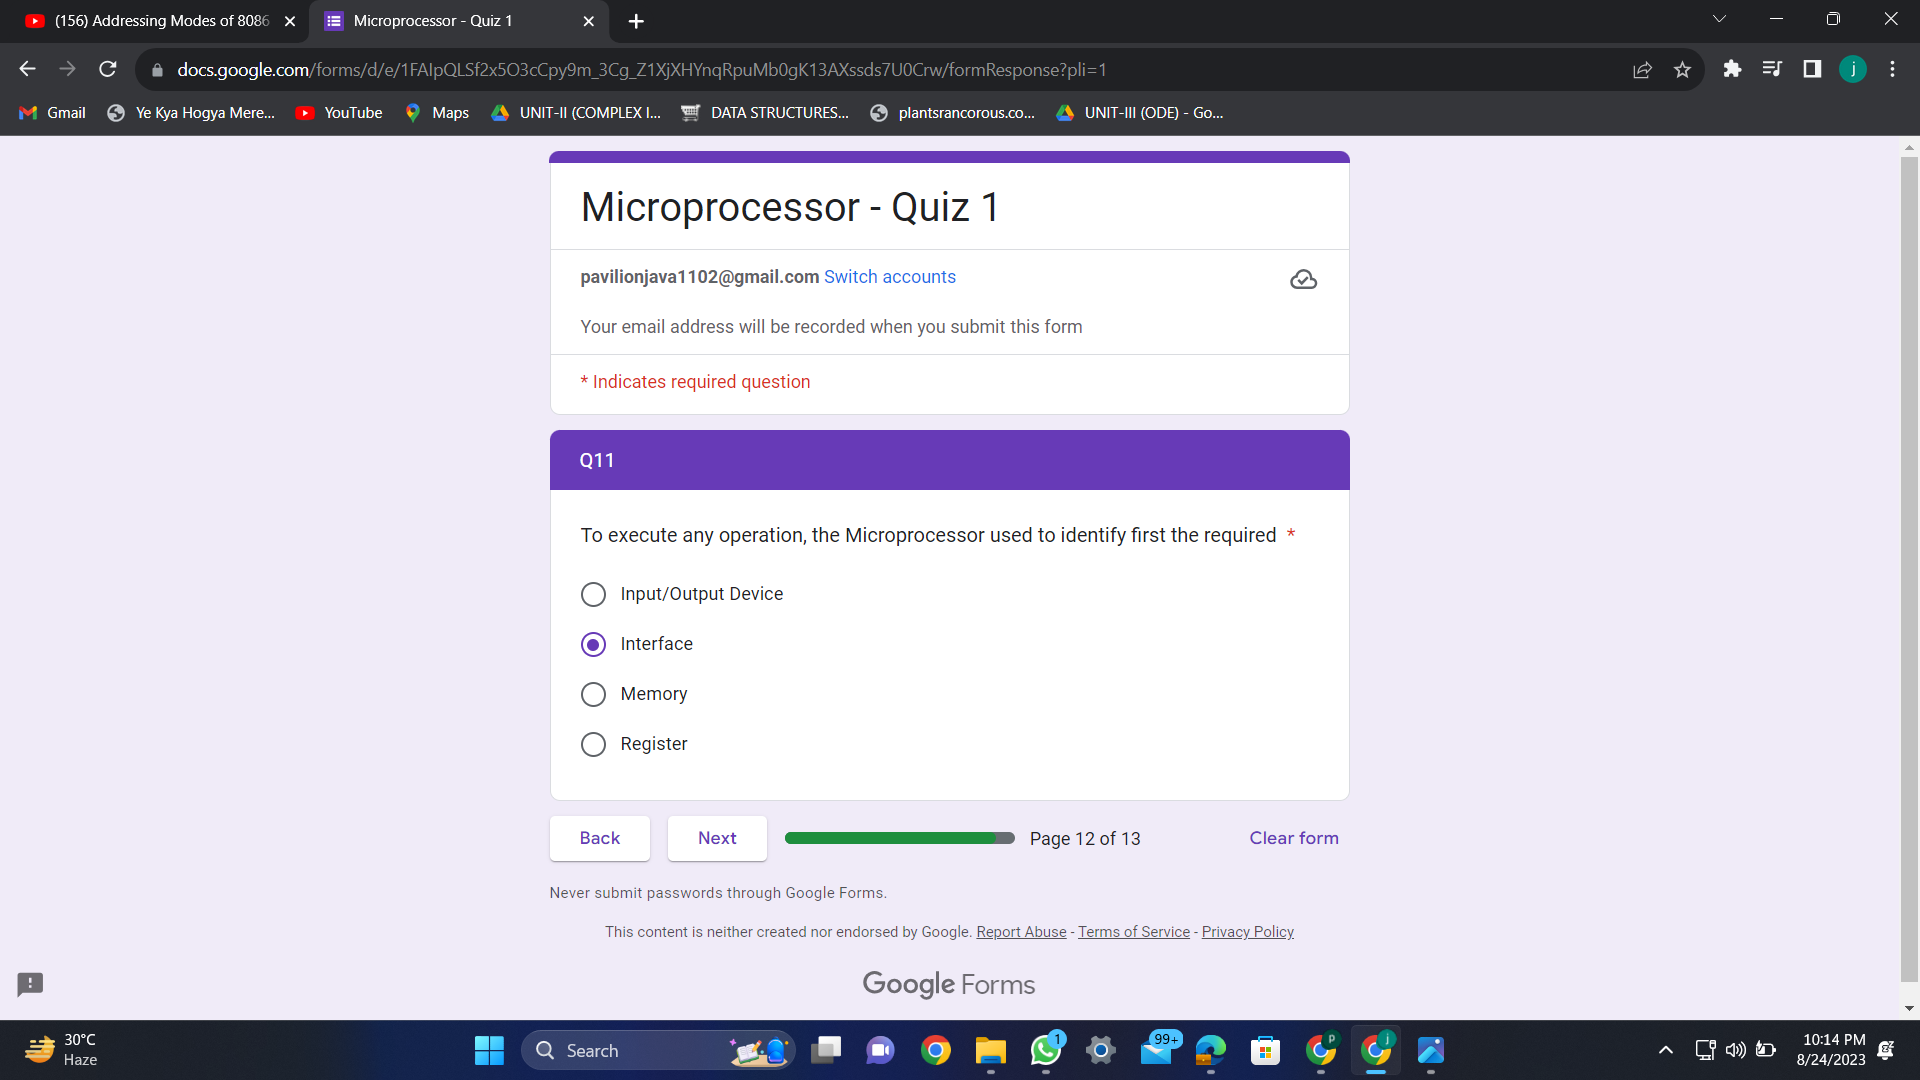 (156) Addressing Modes of 8086
Microprocessor - Quiz 1
docs.google.com/forms/d/e/1FAIpQLSf2x5O3cCpy9m_3Cg_Z1XjXHYnqRpuMb0gK13AXssds7U0Crw/formResponse?pli=1
j
Gmail
Ye Kya Hogya Mere...
YouTube
Maps
UNIT-II (COMPLEX I...
DATA STRUCTURES...
plantsrancorous.co...
UNIT-III (ODE) - Go...
Microprocessor - Quiz 1
pavilionjava1102@gmail.com Switch accounts
Your email address will be recorded when you submit this form
* Indicates required question
Q11
To execute any operation, the Microprocessor used to identify first the required *
Input/Output Device
Interface
Memory
Register
Back
Next
Page 12 of 13
Clear form
Never submit passwords through Google Forms.
This content is neither created nor endorsed by Google. Report Abuse - Terms of Service - Privacy Policy
Google Forms
30°C
Haze
Search
1
99+
P
j
10:14 PM
8/24/2023